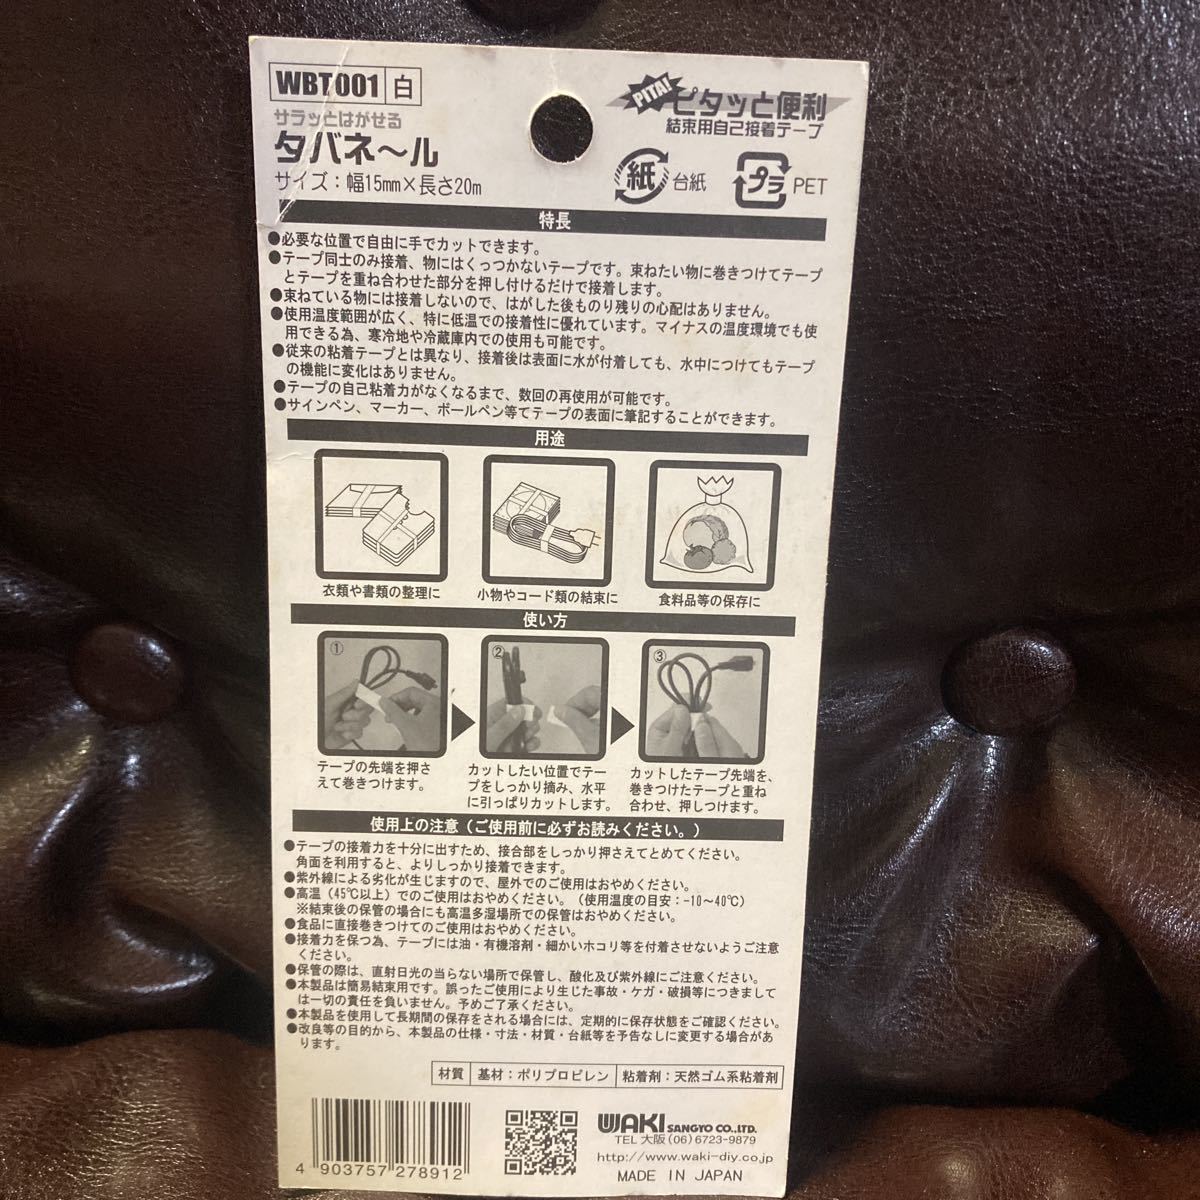 WBT001 白
サラッとはがせる
タバネ～ル
サイズ：幅15mm×長さ20m
PITA! ピタッと便利
結束用自己接着テープ
紙 台紙 プラ PET
特長
●必要な位置で自由に手でカットできます。
●テープ同士のみ接着、物にはくっつかないテープです。束ねたい物に巻きつけてテープ
とテープを重ね合わせた部分を押し付けるだけで接着します。
●束ねている物には接着しないので、はがした後ものり残りの心配はありません。
●使用温度範囲が広く、特に低温での接着性に優れています。マイナスの温度環境でも使
用できる為、寒冷地や冷蔵庫内での使用も可能です。
●従来の粘着テープとは異なり、接着後は表面に水が付着しても、水中につけてもテープ
の機能に変化はありません。
●テープの自己粘着力がなくなるまで、数回の再使用が可能です。
●サインペン、マーカー、ボールペン等てテープの表面に筆記することができます。
用途
衣類や書類の整理に
小物やコード類の結束に
食料品等の保存に
使い方
①
テープの先端を押さ
えて巻きつけます。
②
カットしたい位置でテー
プをしっかり摘み、水平
に引っぱりカットします。
③
カットしたテープ先端を、
巻きつけたテープと重ね
合わせ、押しつけます。
使用上の注意（ご使用前に必ずお読みください。）
●テープの接着力を十分に出すため、接合部をしっかり押さえてとめてください。
角面を利用すると、よりしっかり接着できます。
●紫外線による劣化が生じますので、屋外でのご使用はおやめください。
●高温（45℃以上）でのご使用はおやめください。（使用温度の目安：-10～40℃）
※結束後の保管の場合にも高温多湿場所での保管はおやめください。
●食品に直接巻きつけてのご使用はおやめください。
●接着力を保つ為、テープには油・有機溶剤・細かいホコリ等を付着させないようご注意
ください。
●保管の際は、直射日光の当らない場所で保管し、酸化及び紫外線にご注意ください。
●本製品は簡易結束用です。誤ったご使用により生じた事故・ケガ・破損等につきまして
は一切の責任を負いません。予めご了承ください。
●本製品を使用して長期間の保存をされる場合には、定期的に保存状態をご確認ください。
●改良等の目的から、本製品の仕様・寸法・材質・台紙等を予告なしに変更する場合があ
ります。
材質 基材：ポリプロピレン 粘着剤：天然ゴム系粘着剤
4 903757 278912
WAKI SANGYO CO.,LTD.
TEL 大阪(06)6723-9879
http://www.waki-diy.co.jp
MADE IN JAPAN